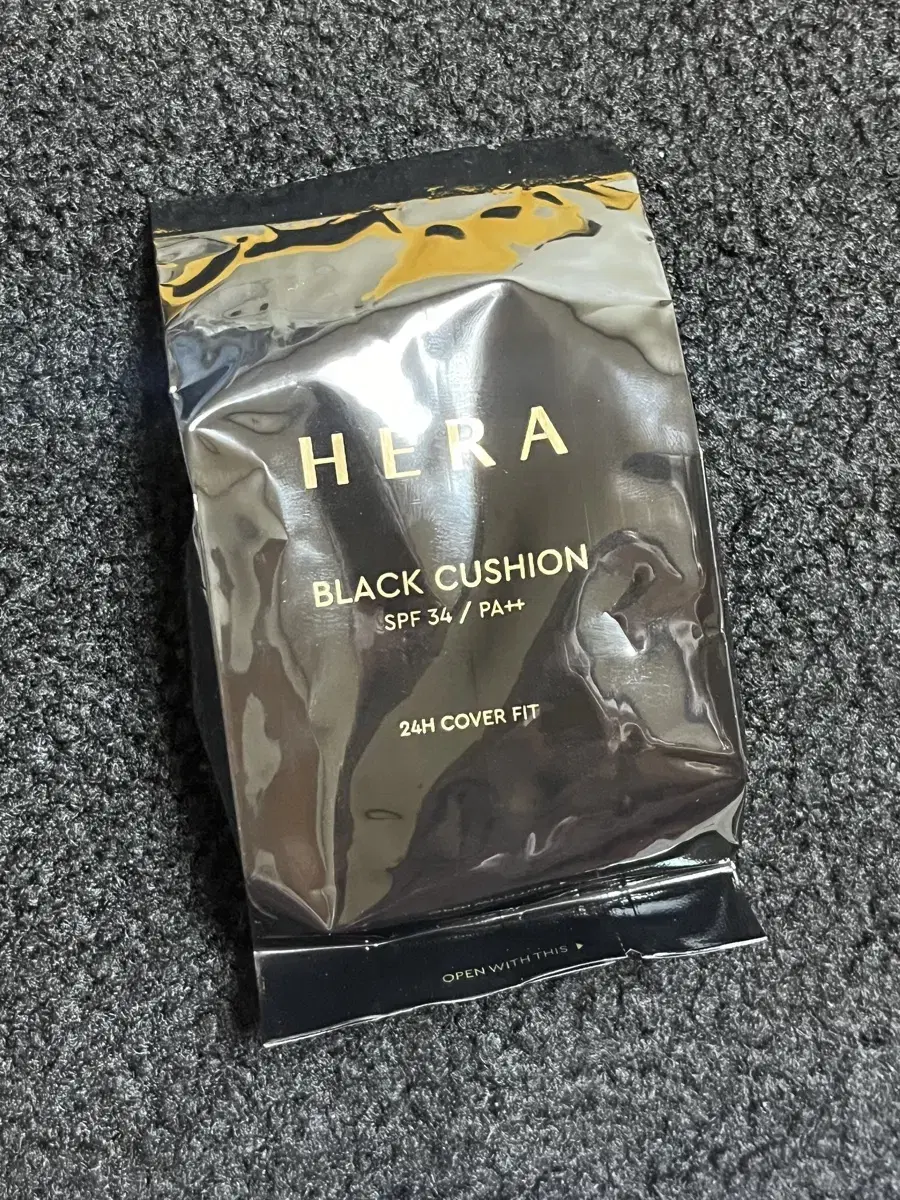 HERA
BLACK CUSHION
SPF 34 / PA++
24H COVER FIT
OPEN WITH THIS ▶